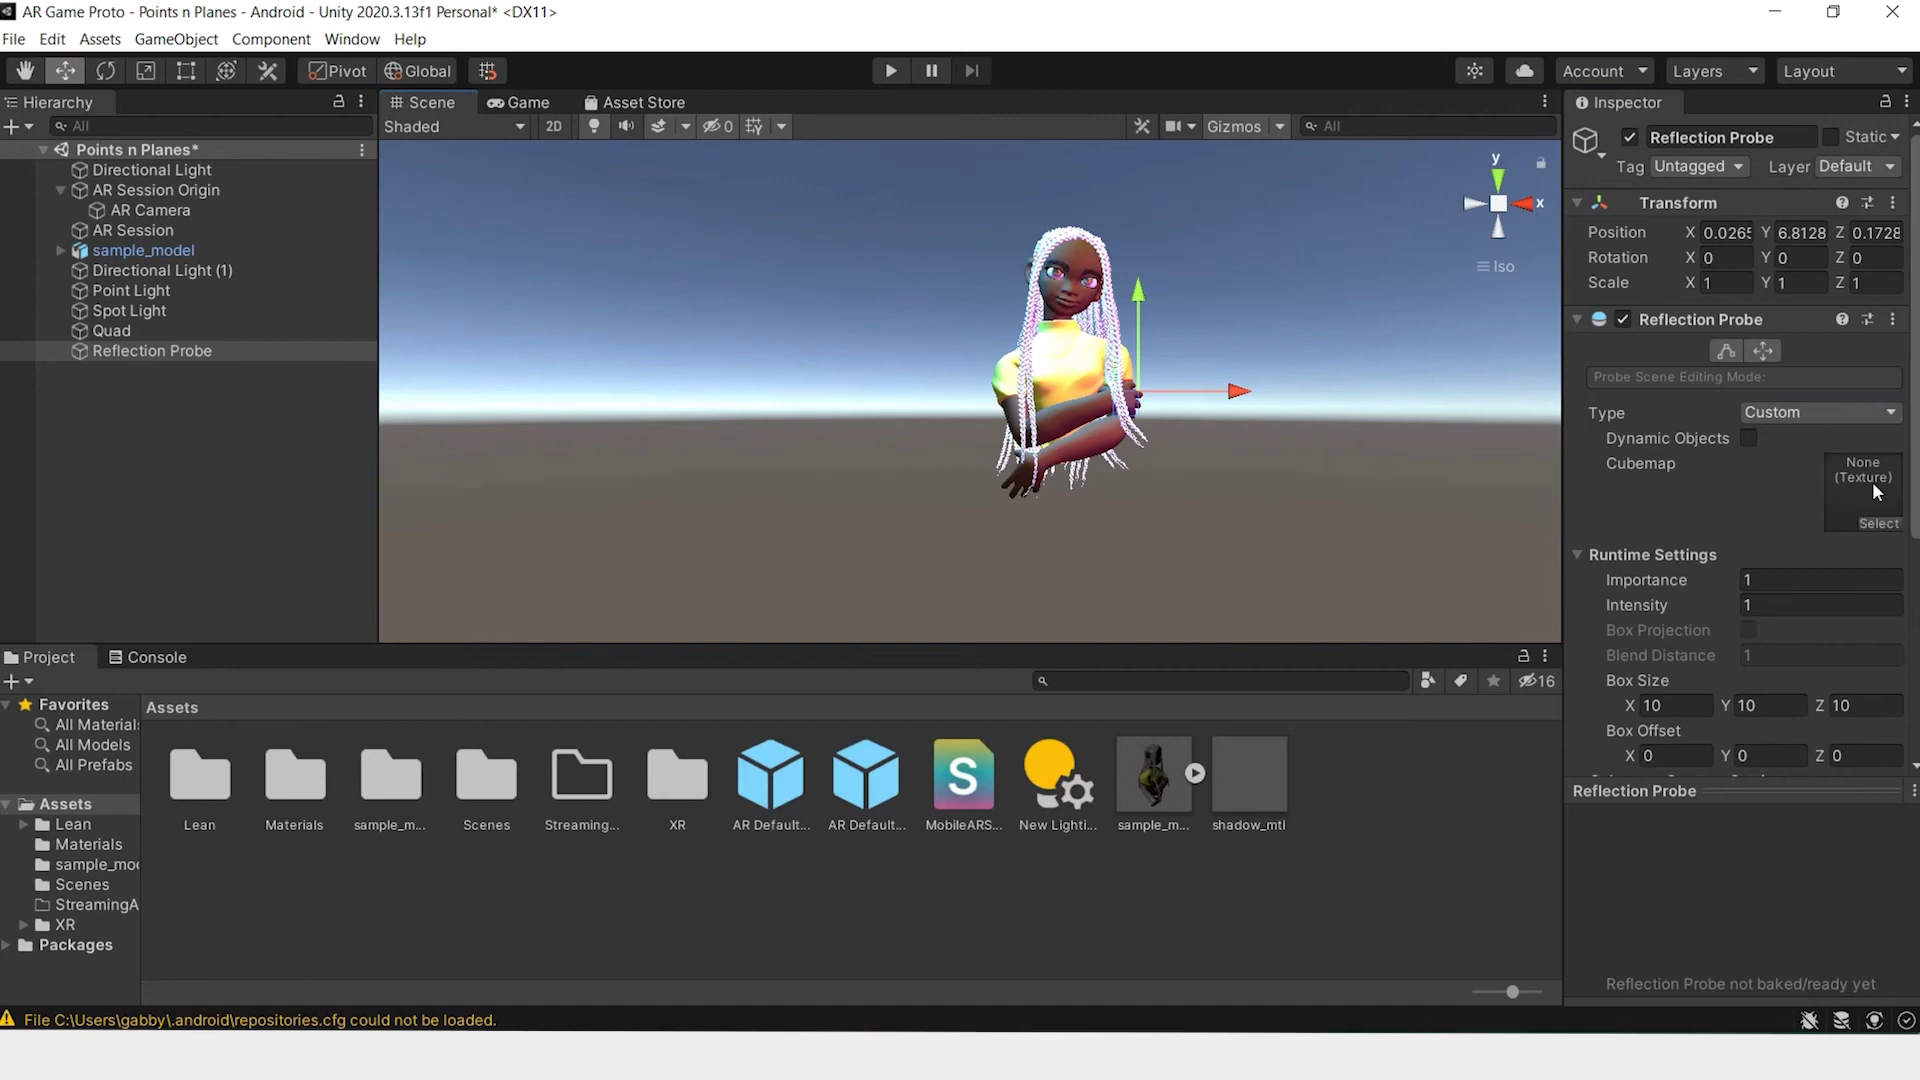 AR Game Proto - Points n Planes - Android - Unity 2020.3.13f1 Personal* <DX11>
File Edit Assets GameObject Component Window Help
Pivot Global Account Layers Layout
Hierarchy
All
Points n Planes*
Directional Light
AR Session Origin
AR Camera
AR Session
sample_model
Directional Light (1)
Point Light
Spot Light
Quad
Reflection Probe
Scene Game Asset Store
Shaded 2D 0 Gizmos All
y
x
Iso
Inspector
Reflection Probe Static
Tag Untagged Layer Default
Transform
Position X 0.0265 Y 6.8128 Z 0.1728
Rotation X 0 Y 0 Z 0
Scale X 1 Y 1 Z 1
Reflection Probe
Probe Scene Editing Mode:
Type Custom
Dynamic Objects
Cubemap
None
(Texture)
Select
Runtime Settings
Importance 1
Intensity 1
Box Projection
Blend Distance 1
Box Size
X 10 Y 10 Z 10
Box Offset
X 0 Y 0 Z 0
Reflection Probe
Reflection Probe not baked/ready yet
Project Console
16
Favorites
All Materials
All Models
All Prefabs
Assets
Lean
Materials
sample_mod
Scenes
StreamingA
XR
Packages
Assets
Lean Materials sample_m... Scenes Streaming... XR AR Default... AR Default... MobileARS... New Lighti... sample_m... shadow_mtl
S
File C:\Users\gabby\.android\repositories.cfg could not be loaded.